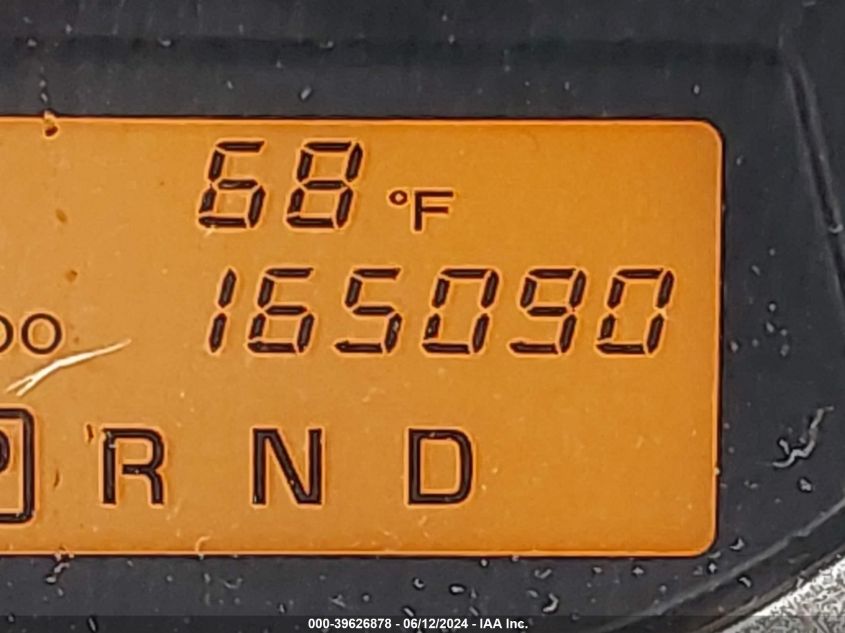 68 °F
165090
R N D
000-39626878 - 06/12/2024 - IAA Inc.